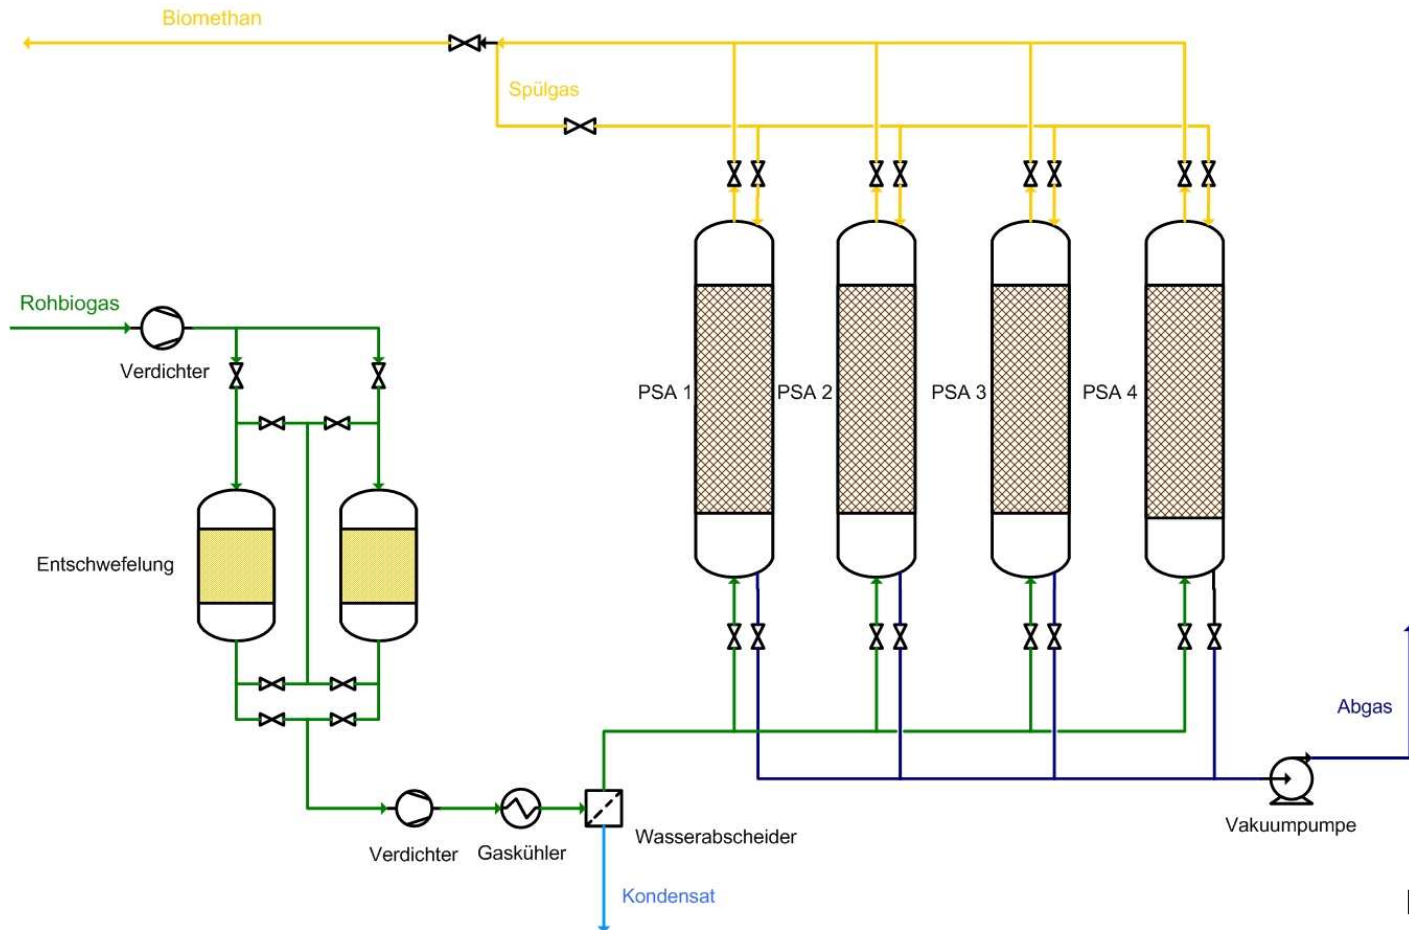 Biomethan
Spülgas
Rohbiogas
Verdichter
PSA 1
PSA 2
PSA 3
PSA 4
Entschwefelung
Abgas
Vakuumpumpe
Wasserabscheider
Verdichter
Gaskühler
Kondensat